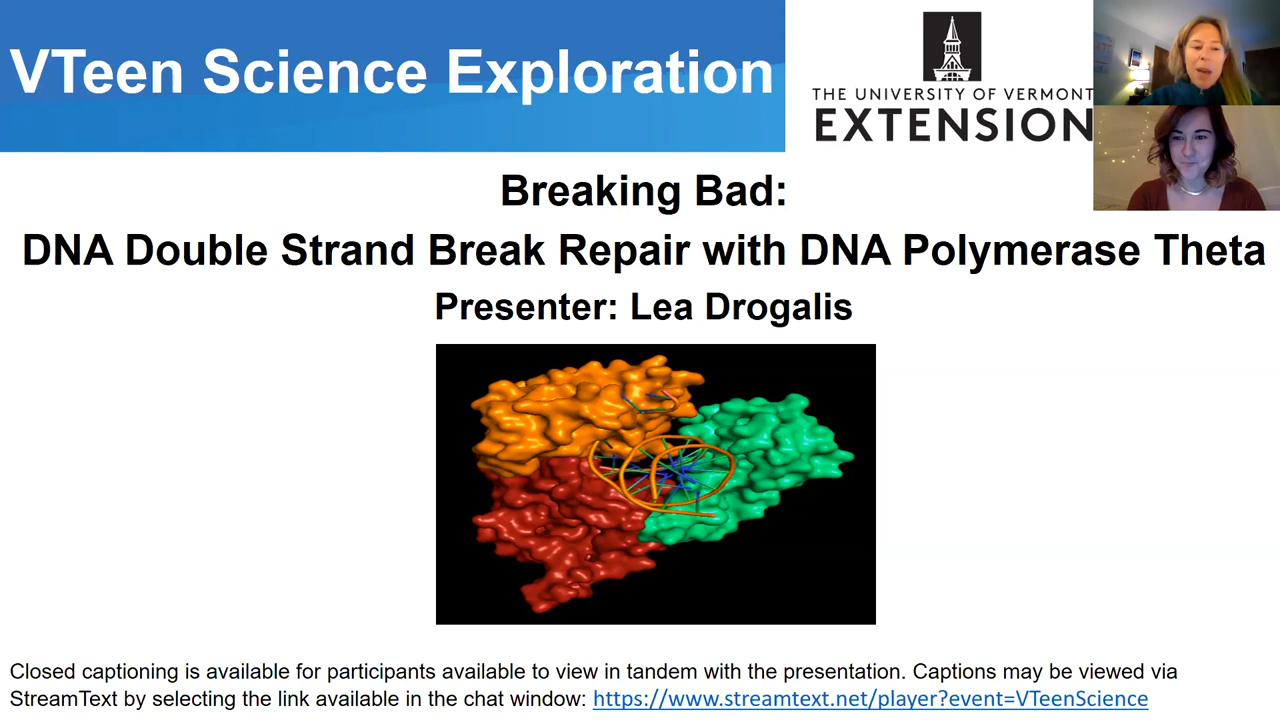 VTeen Science Exploration
THE UNIVERSITY OF VERMONT
EXTENSION
Breaking Bad:
DNA Double Strand Break Repair with DNA Polymerase Theta
Presenter: Lea Drogalis
Closed captioning is available for participants available to view in tandem with the presentation. Captions may be viewed via
StreamText by selecting the link available in the chat window: https://www.streamtext.net/player?event=VTeenScience